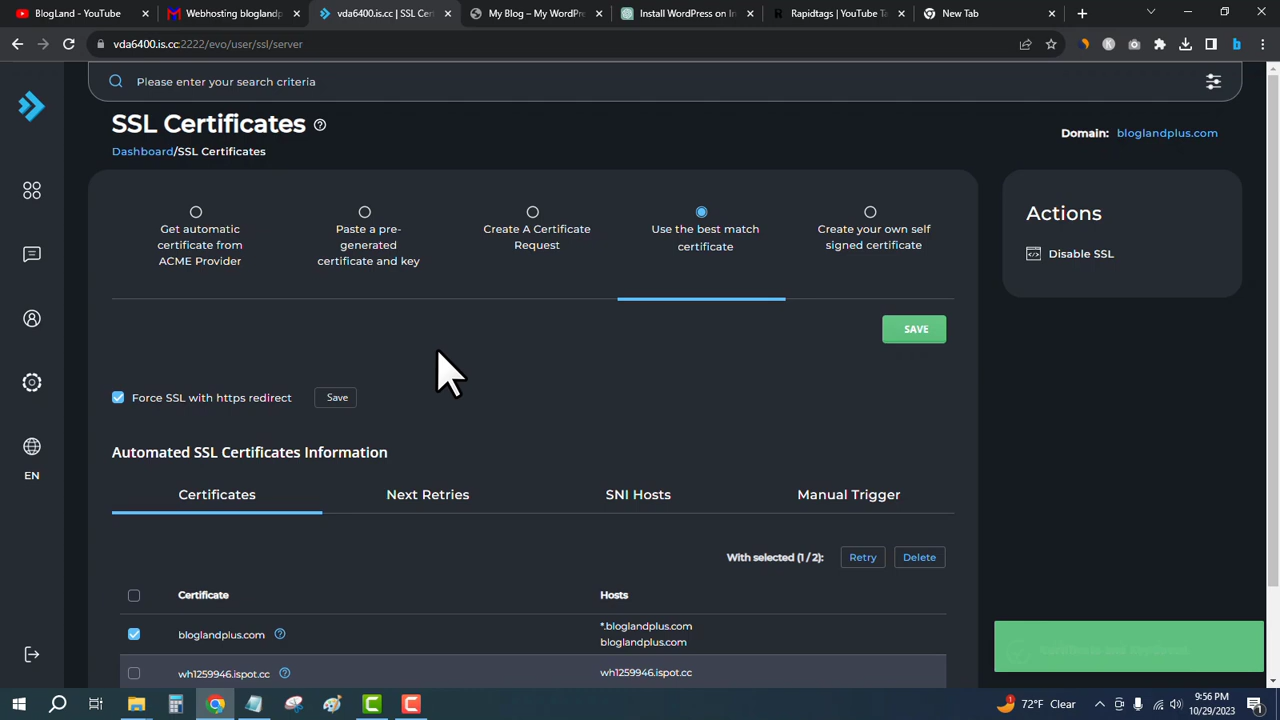 BlogLand - YouTube
Webhosting bloglandp
vda6400.is.cc | SSL Cert
My Blog – My WordPre
Install WordPress on In
Rapidtags | YouTube Ta
New Tab
vda6400.is.cc:2222/evo/user/ssl/server
Please enter your search criteria
SSL Certificates
Domain: bloglandplus.com
Dashboard/SSL Certificates
Get automatic
certificate from
ACME Provider
Paste a pre-
generated
certificate and key
Create A Certificate
Request
Use the best match
certificate
Create your own self
signed certificate
Actions
Disable SSL
SAVE
Force SSL with https redirect
Save
Automated SSL Certificates Information
EN
Certificates
Next Retries
SNI Hosts
Manual Trigger
With selected (1 / 2):
Retry
Delete
Certificate
Hosts
bloglandplus.com
*.bloglandplus.com
bloglandplus.com
wh1259946.ispot.cc
wh1259946.ispot.cc
72°F Clear
9:56 PM
10/29/2023